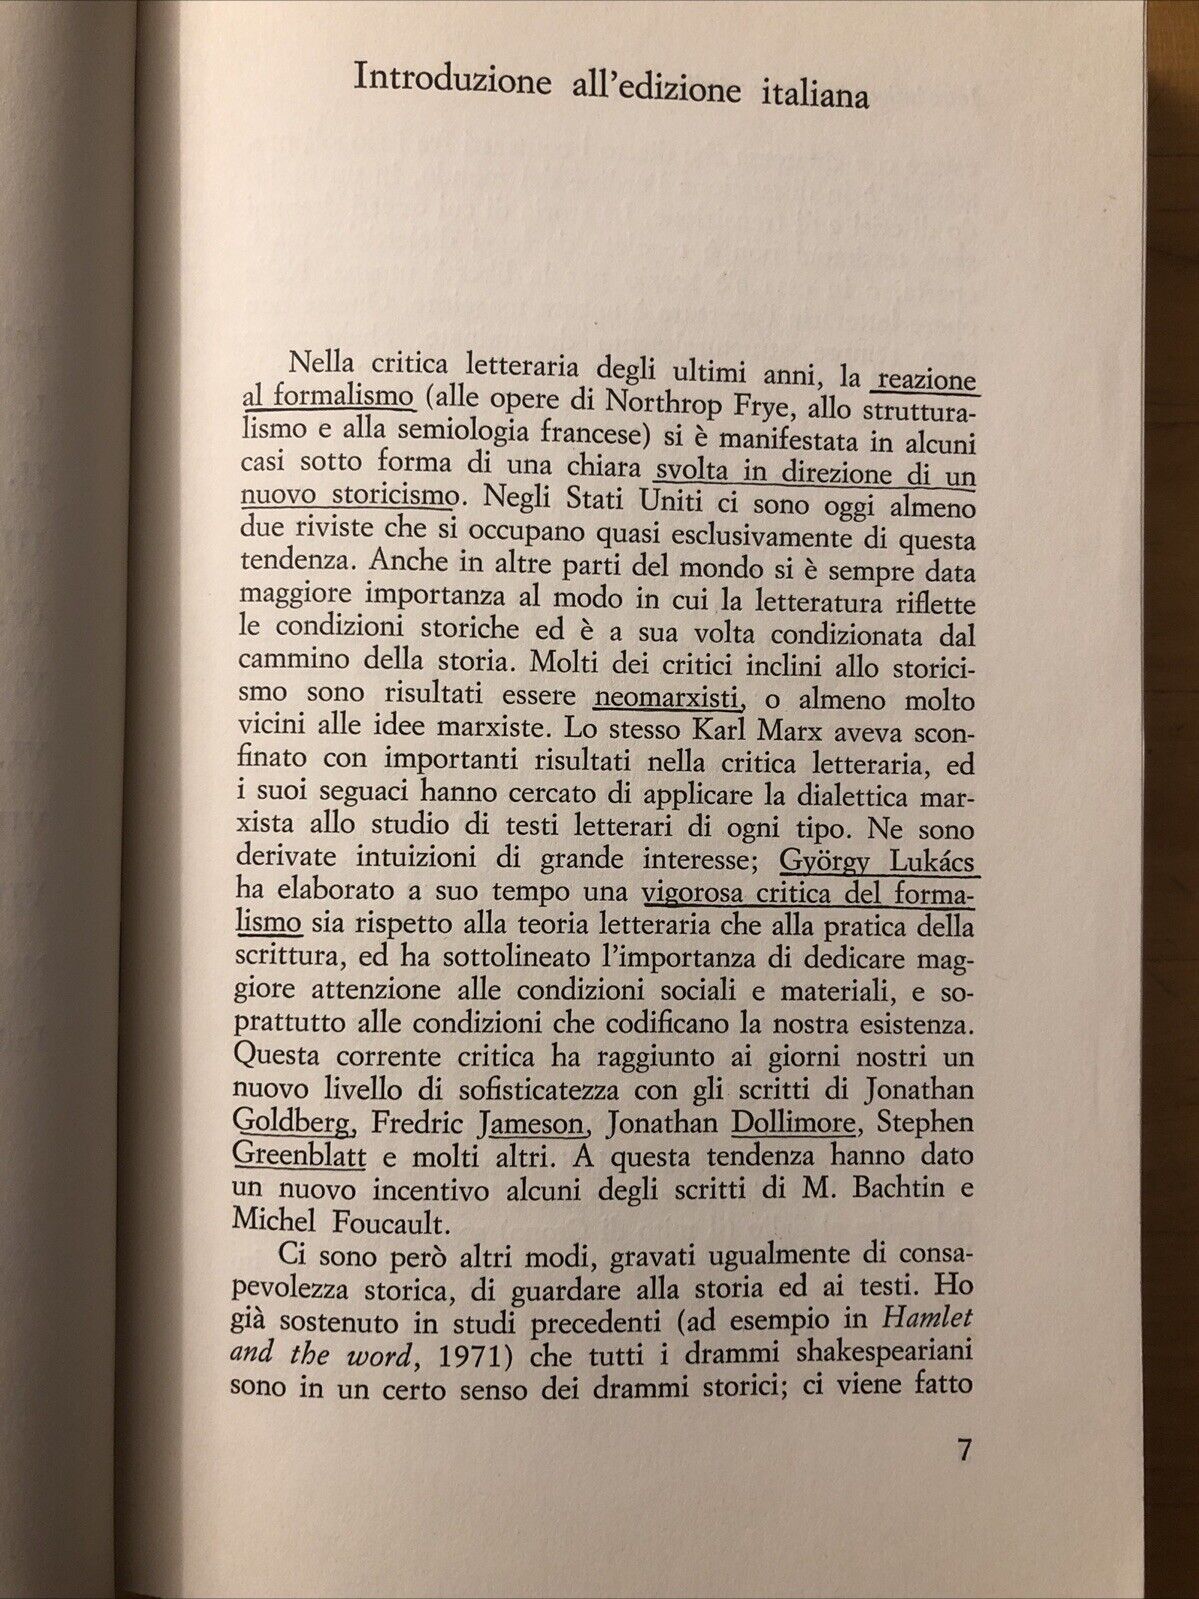 Introduzione all'edizione italiana
Nella critica letteraria degli ultimi anni, la reazione
al formalismo (alle opere di Northrop Frye, allo struttura-
lismo e alla semiologia francese) si è manifestata in alcuni
casi sotto forma di una chiara svolta in direzione di un
nuovo storicismo. Negli Stati Uniti ci sono oggi almeno
due riviste che si occupano quasi esclusivamente di questa
tendenza. Anche in altre parti del mondo si è sempre data
maggiore importanza al modo in cui la letteratura riflette
le condizioni storiche ed è a sua volta condizionata dal
cammino della storia. Molti dei critici inclini allo storici-
smo sono risultati essere neomarxisti, o almeno molto
vicini alle idee marxiste. Lo stesso Karl Marx aveva scon-
finato con importanti risultati nella critica letteraria, ed
i suoi seguaci hanno cercato di applicare la dialettica mar-
xista allo studio di testi letterari di ogni tipo. Ne sono
derivate intuizioni di grande interesse; György Lukács
ha elaborato a suo tempo una vigorosa critica del forma-
lismo sia rispetto alla teoria letteraria che alla pratica della
scrittura, ed ha sottolineato l'importanza di dedicare mag-
giore attenzione alle condizioni sociali e materiali, e so-
prattutto alle condizioni che codificano la nostra esistenza.
Questa corrente critica ha raggiunto ai giorni nostri un
nuovo livello di sofisticatezza con gli scritti di Jonathan
Goldberg, Fredric Jameson, Jonathan Dollimore, Stephen
Greenblatt e molti altri. A questa tendenza hanno dato
un nuovo incentivo alcuni degli scritti di M. Bachtin e
Michel Foucault.
Ci sono però altri modi, gravati ugualmente di consa-
pevolezza storica, di guardare alla storia ed ai testi. Ho
già sostenuto in studi precedenti (ad esempio in Hamlet
and the word, 1971) che tutti i drammi shakespeariani
sono in un certo senso dei drammi storici; ci viene fatto
7